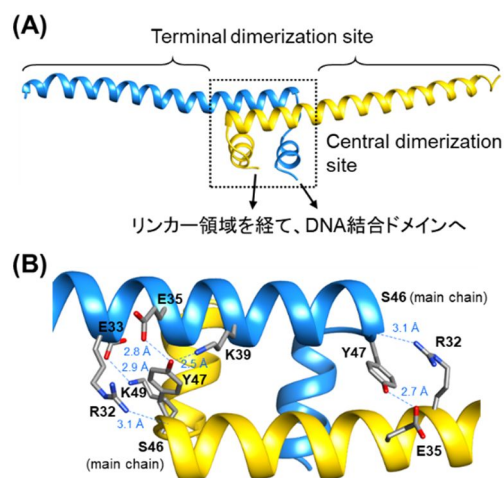 (A)
Terminal dimerization site
Central dimerization
site
リンカー領域を経て、DNA結合ドメインへ
(B)
E35
E33
S46 (main chain)
3.1 Å
R32
2.8 Å
K39
2.5 Å
Y47
2.9 Å
K49
Y47
R32
2.7 Å
3.1 Å
S46
(main chain)
E35